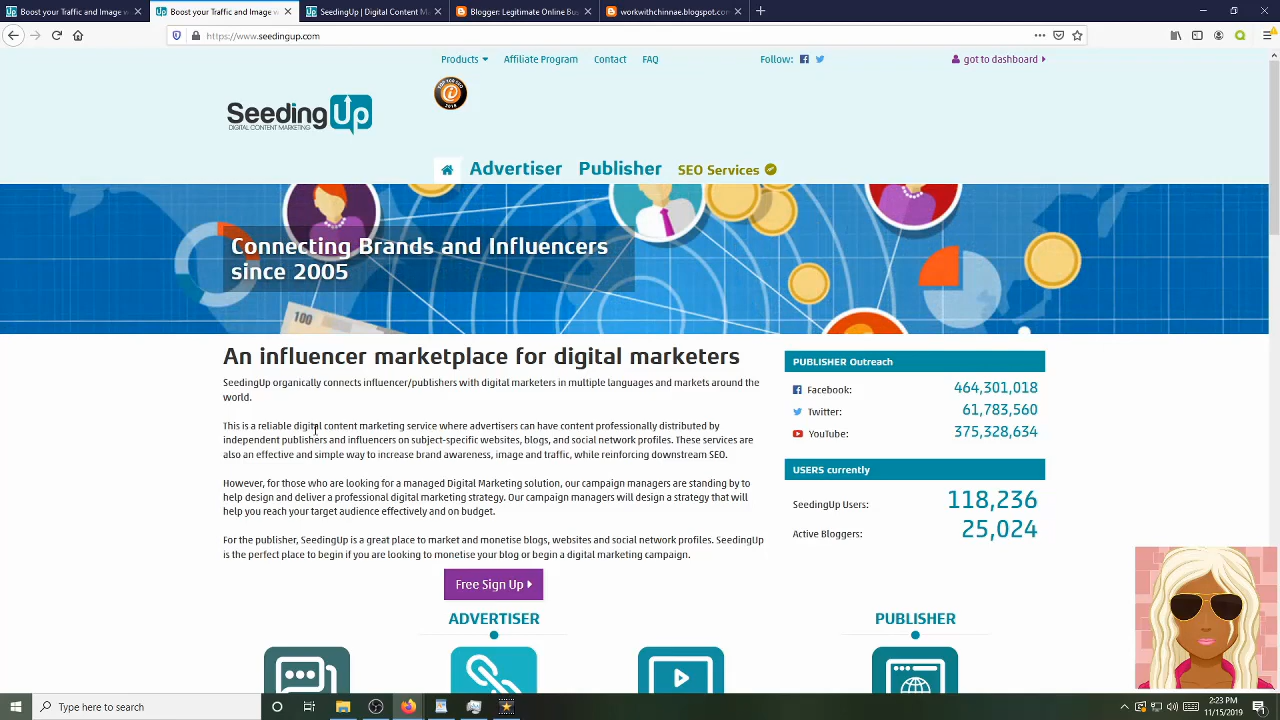 Boost your Traffic and Image v
Boost your Traffic and Image v
SeedingUp | Digital Content M
Blogger: Legitimate Online Bu
workwithchinnae.blogspot.com
https://www.seedingup.com
Products
Affiliate Program
Contact
FAQ
Follow:
got to dashboard
TOP 100 SEO
2018
SeedingUp
DIGITAL CONTENT MARKETING
Advertiser
Publisher
SEO Services
Connecting Brands and Influencers
since 2005
100
An influencer marketplace for digital marketers
SeedingUp organically connects influencer/publishers with digital marketers in multiple languages and markets around the
world.
This is a reliable digital content marketing service where advertisers can have content professionally distributed by
independent publishers and influencers on subject-specific websites, blogs, and social network profiles. These services are
also an effective and simple way to increase brand awareness, image and traffic, while reinforcing downstream SEO.
However, for those who are looking for a managed Digital Marketing solution, our campaign managers are standing by to
help design and deliver a professional digital marketing strategy. Our campaign managers will design a strategy that will
help you reach your target audience effectively and on budget.
For the publisher, SeedingUp is a great place to market and monetise blogs, websites and social network profiles. SeedingUp
is the perfect place to begin if you are looking to monetise your blog or begin a digital marketing campaign.
Free Sign Up
PUBLISHER Outreach
Facebook: 464,301,018
Twitter: 61,783,560
YouTube: 375,328,634
USERS currently
SeedingUp Users: 118,236
Active Bloggers: 25,024
ADVERTISER
PUBLISHER
Type here to search
2:23 PM
11/15/2019